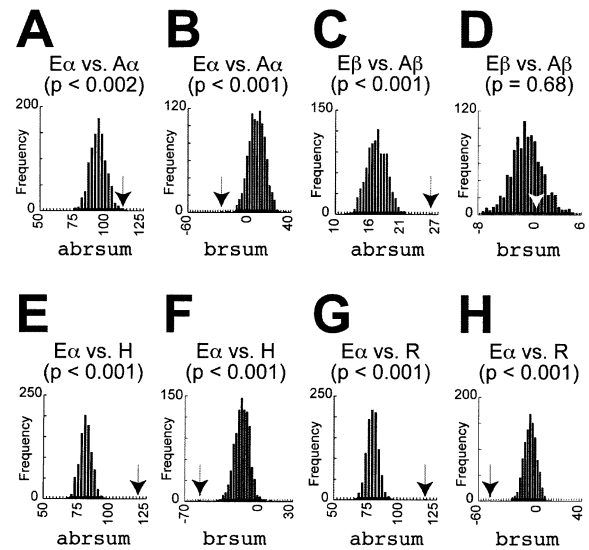 A B C D
Eα vs. Aα Eα vs. Aα Eβ vs. Aβ Eβ vs. Aβ
(p < 0.002) (p < 0.001) (p < 0.001) (p = 0.68)
200 120 150 120
Frequency Frequency Frequency Frequency
0 0 0 0
50 75 100 125 -60 0 40 10 16 21 27 -8 0 6
abrsum brsum abrsum brsum
E F G H
Eα vs. H Eα vs. H Eα vs. R Eα vs. R
(p < 0.001) (p < 0.001) (p < 0.001) (p < 0.001)
250 150 250 200
Frequency Frequency Frequency Frequency
0 0 0 0
50 75 100 125 -70 0 30 50 75 100 125 -60 0 40
abrsum brsum abrsum brsum